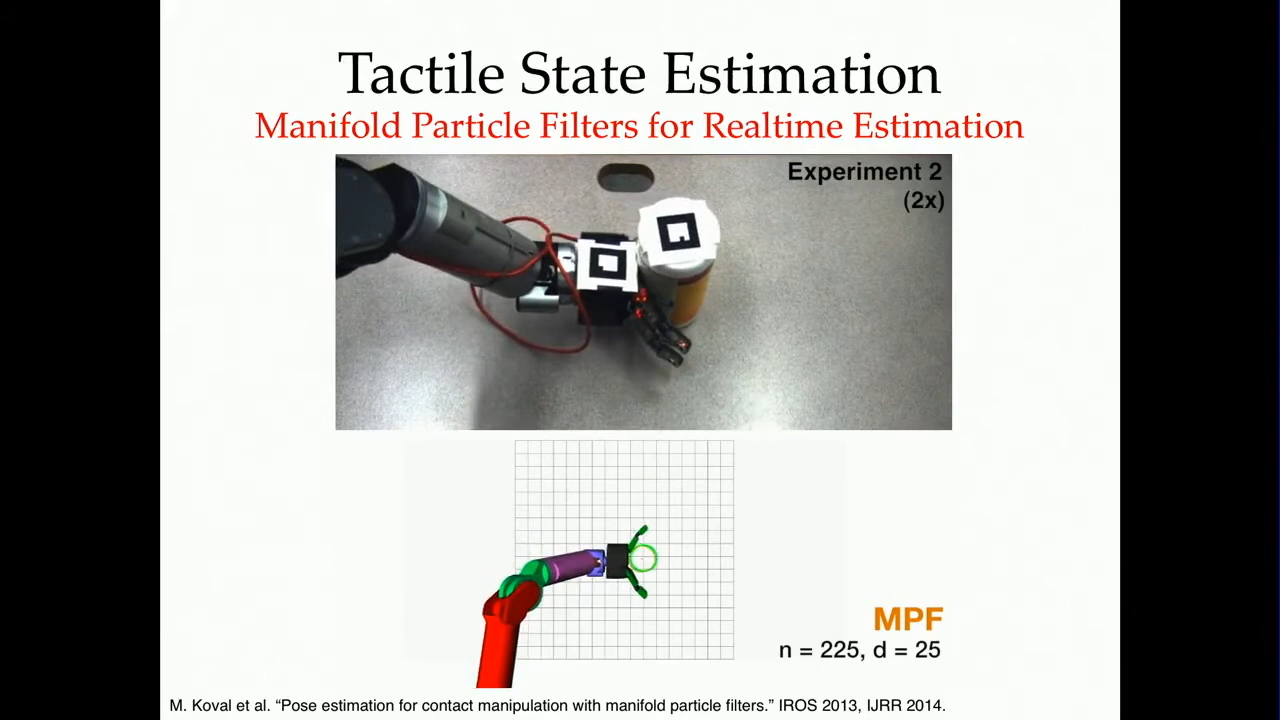 Tactile State Estimation
Manifold Particle Filters for Realtime Estimation
Experiment 2
(2x)
MPF
n = 225, d = 25
M. Koval et al. “Pose estimation for contact manipulation with manifold particle filters.” IROS 2013, IJRR 2014.